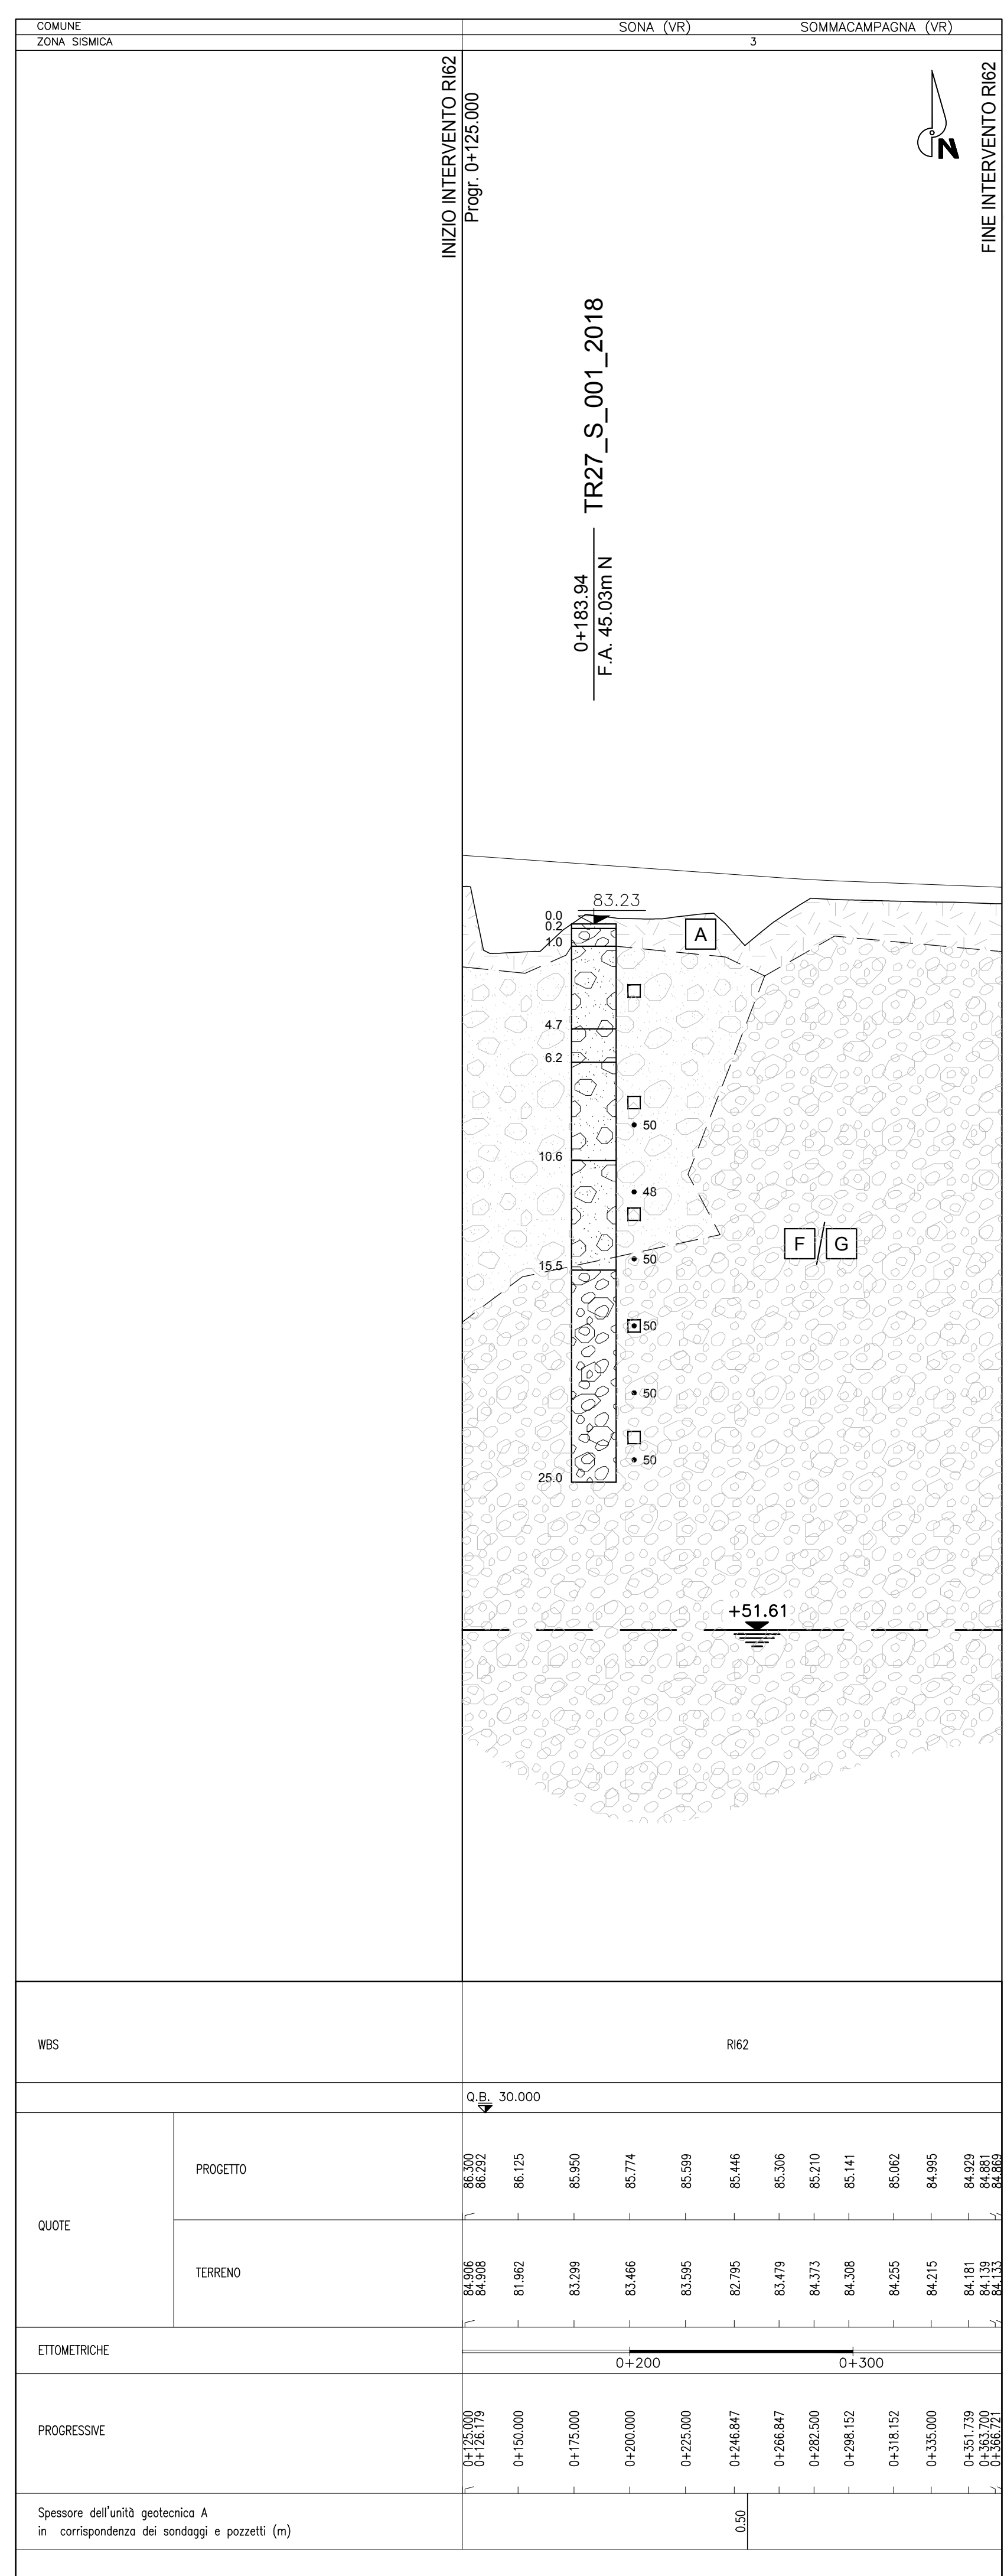 COMUNE SONA (VR) SOMMACAMPAGNA (VR)
ZONA SISMICA 3
INIZIO INTERVENTO RI62
Progr. 0+125.000
N
FINE INTERVENTO RI62
TR27_S_001_2018
0+183.94
F.A. 45.03m N
83.23
0.0
0.2
1.0
A
4.7
6.2
50
10.6
48
F/G
15.5
50
50
50
50
25.0
+51.61
WBS RI62
Q.B. 30.000
QUOTE
PROGETTO 86.300 86.292 86.125 85.950 85.774 85.599 85.446 85.306 85.210 85.141 85.062 84.995 84.929 84.881 84.869
TERRENO 84.906 84.908 81.962 83.299 83.466 83.595 82.795 83.479 84.373 84.308 84.255 84.215 84.181 84.139 84.133
ETTOMETRICHE 0+200 0+300
PROGRESSIVE 0+125.000 0+126.179 0+150.000 0+175.000 0+200.000 0+225.000 0+246.847 0+266.847 0+282.500 0+298.152 0+318.152 0+335.000 0+351.739 0+363.700 0+366.721
Spessore dell'unità geotecnica A
in corrispondenza dei sondaggi e pozzetti (m) 0.50